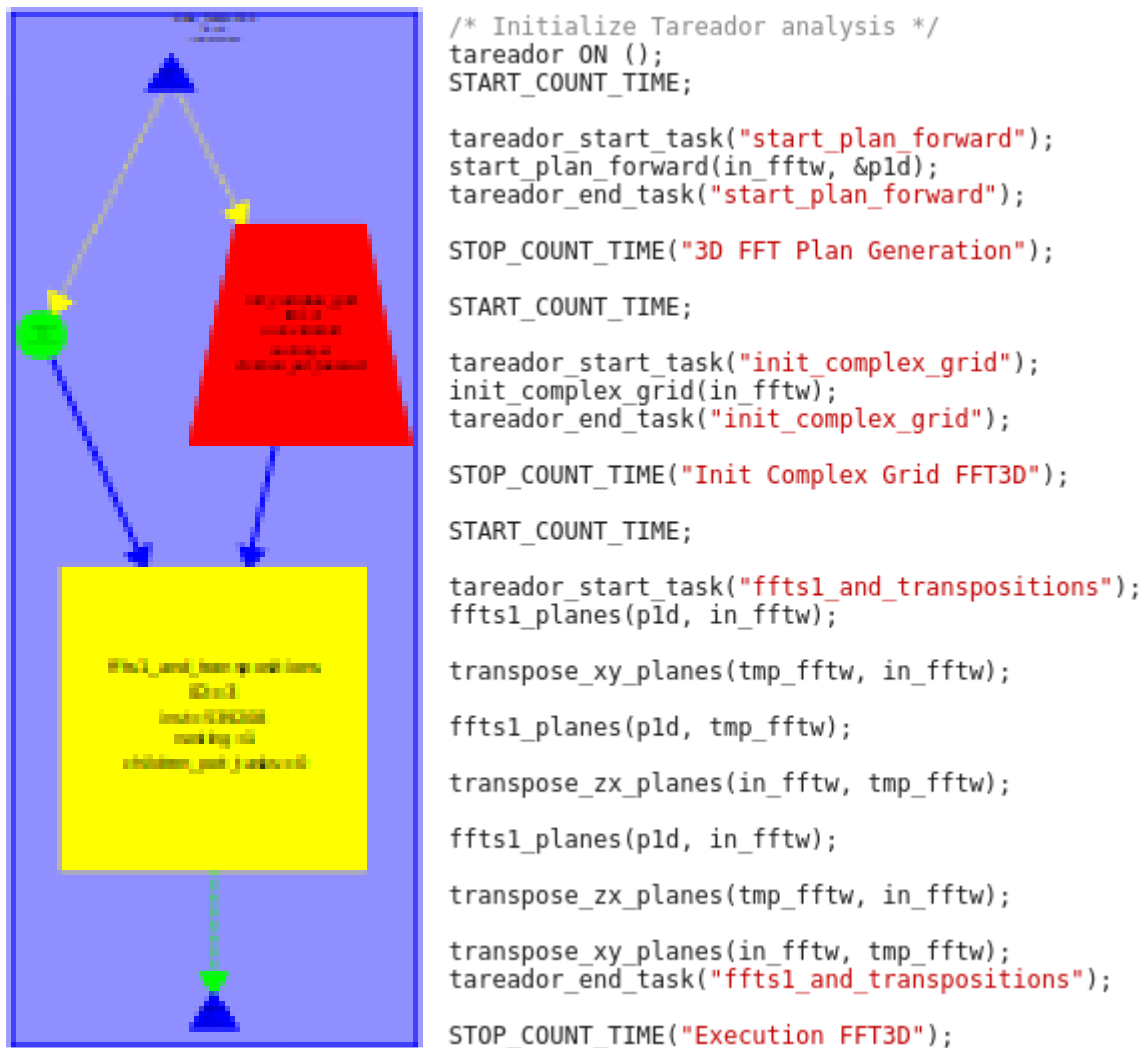 /* Initialize Tareador analysis */
tareador ON ();
START_COUNT_TIME;
tareador_start_task("start_plan_forward");
start_plan_forward(in_fftw, &p1d);
tareador_end_task("start_plan_forward");
STOP_COUNT_TIME("3D FFT Plan Generation");
START_COUNT_TIME;
tareador_start_task("init_complex_grid");
init_complex_grid(in_fftw);
tareador_end_task("init_complex_grid");
STOP_COUNT_TIME("Init Complex Grid FFT3D");
START_COUNT_TIME;
tareador_start_task("ffts1_and_transpositions");
ffts1_planes(p1d, in_fftw);
transpose_xy_planes(tmp_fftw, in_fftw);
ffts1_planes(p1d, tmp_fftw);
transpose_zx_planes(in_fftw, tmp_fftw);
ffts1_planes(p1d, in_fftw);
transpose_zx_planes(tmp_fftw, in_fftw);
transpose_xy_planes(in_fftw, tmp_fftw);
tareador_end_task("ffts1_and_transpositions");
STOP_COUNT_TIME("Execution FFT3D");
ffts1_and_transpositions